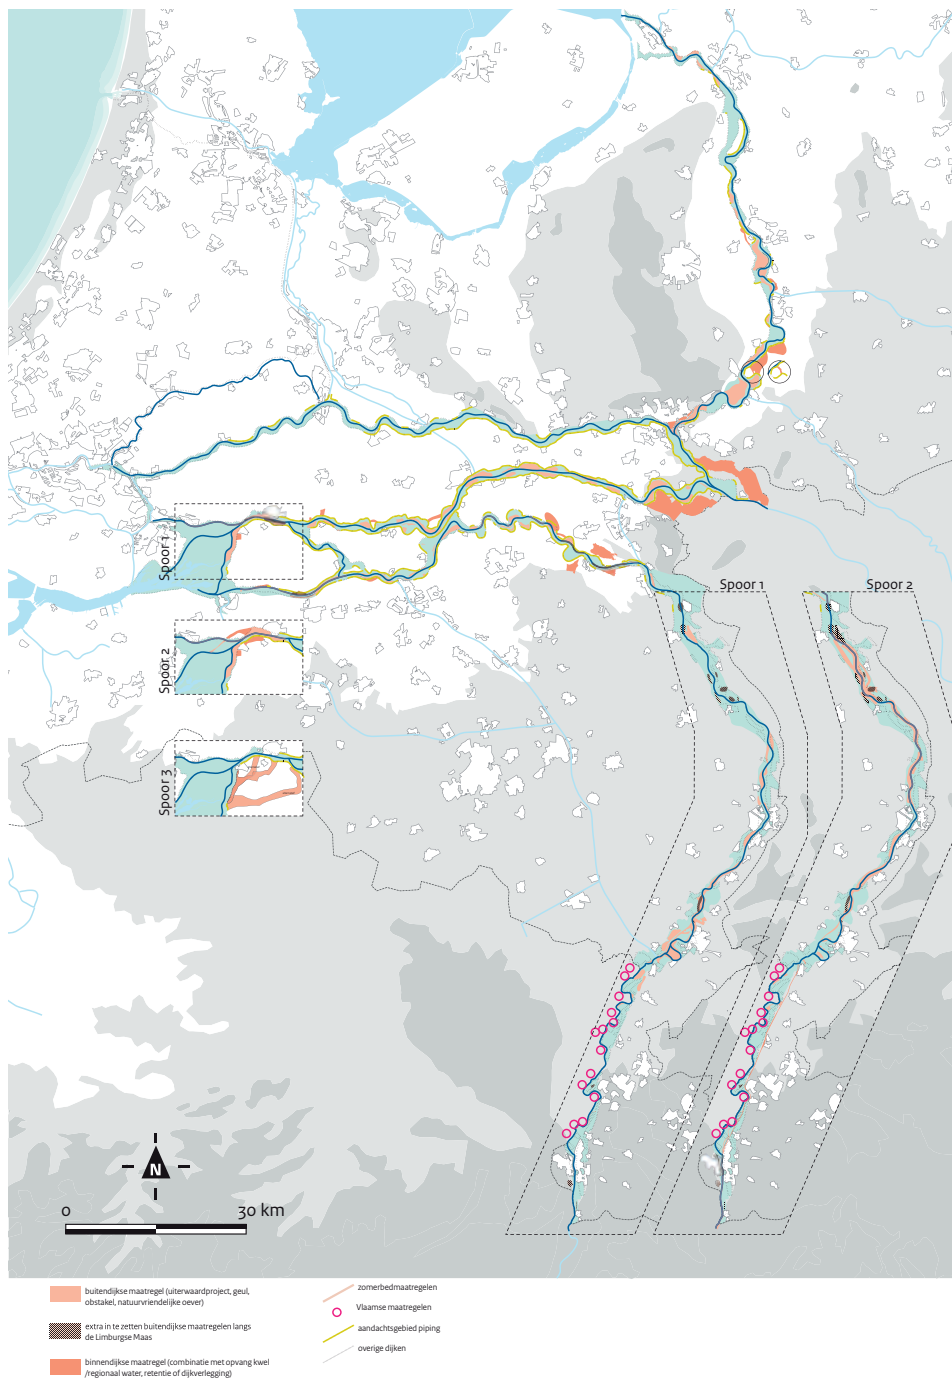 Spoor 1
Spoor 2
Spoor 3
Spoor 1
Spoor 2
N
0
30 km
buitendijkse maatregel (uiterwaardproject, geul,
obstakel, natuurvriendelijke oever)
extra in te zetten buitendijkse maatregelen langs
de Limburgse Maas
binnendijkse maatregel (combinatie met opvang kwel
/regionaal water, retentie of dijkverlegging)
zomerbedmaatregelen
Vlaamse maatregelen
aandachtsgebied piping
overige dijken